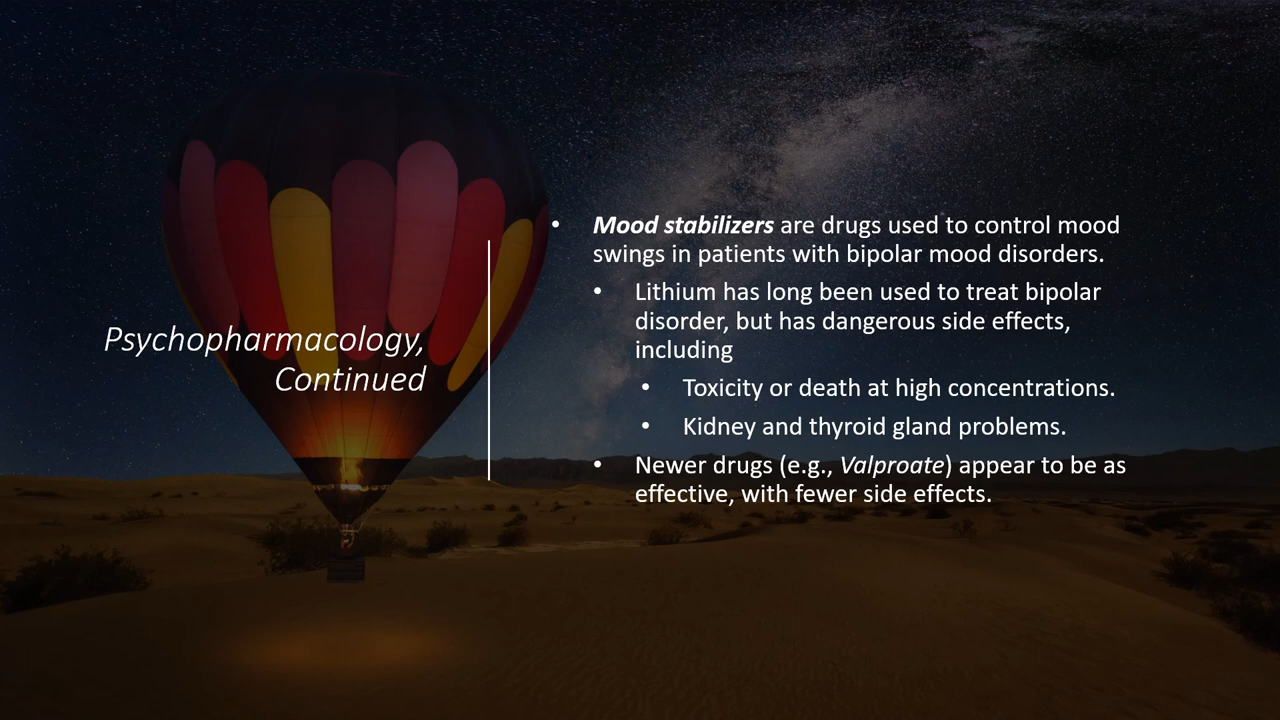 Psychopharmacology,
Continued
• Mood stabilizers are drugs used to control mood
swings in patients with bipolar mood disorders.
• Lithium has long been used to treat bipolar
disorder, but has dangerous side effects,
including
• Toxicity or death at high concentrations.
• Kidney and thyroid gland problems.
• Newer drugs (e.g., Valproate) appear to be as
effective, with fewer side effects.